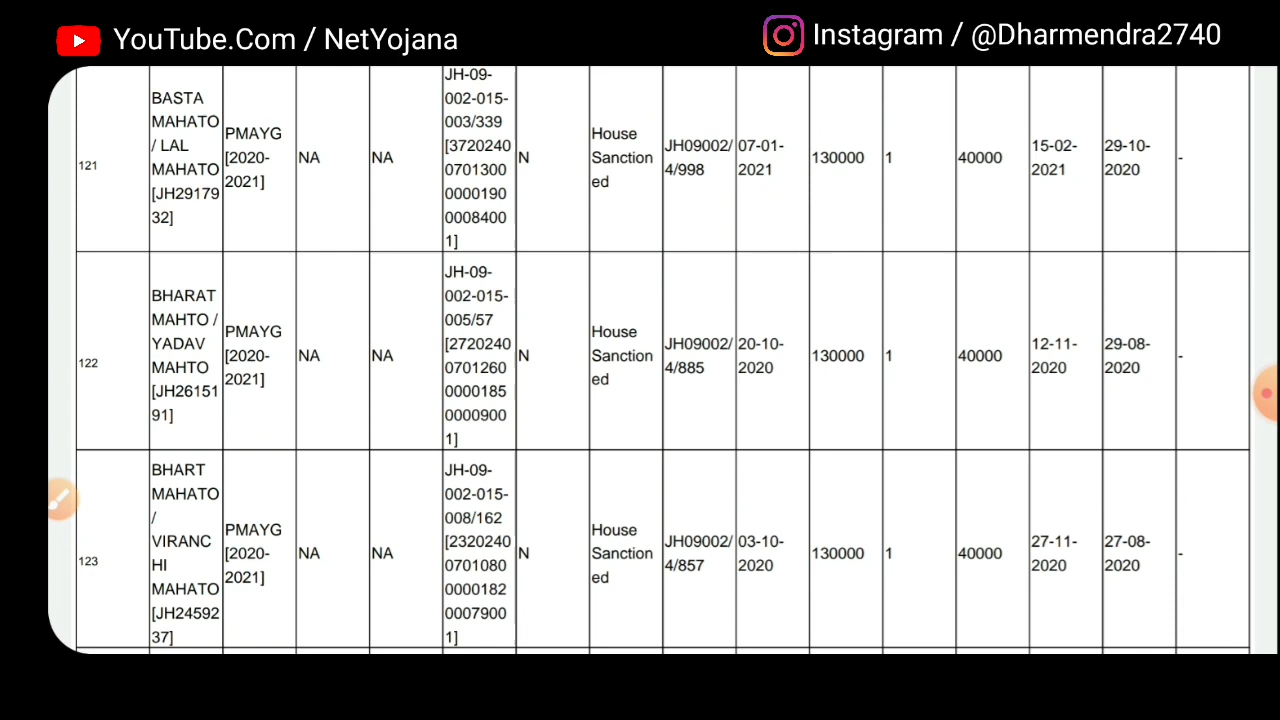 YouTube.Com / NetYojana
Instagram / @Dharmendra2740
121
BASTA
MAHATO
/ LAL
MAHATO
[JH29179
32]
PMAYG
[2020-
2021]
NA
NA
JH-09-
002-015-
003/339
[3720240
0701300
0000190
0008400
1]
N
House
Sanction
ed
JH09002/
4/998
07-01-
2021
130000
1
40000
15-02-
2021
29-10-
2020
-
122
BHARAT
MAHTO /
YADAV
MAHTO
[JH26151
91]
PMAYG
[2020-
2021]
NA
NA
JH-09-
002-015-
005/57
[2720240
0701260
0000185
0000900
1]
N
House
Sanction
ed
JH09002/
4/885
20-10-
2020
130000
1
40000
12-11-
2020
29-08-
2020
-
123
BHART
MAHATO
/
VIRANC
HI
MAHATO
[JH24592
37]
PMAYG
[2020-
2021]
NA
NA
JH-09-
002-015-
008/162
[2320240
0701080
0000182
0007900
1]
N
House
Sanction
ed
JH09002/
4/857
03-10-
2020
130000
1
40000
27-11-
2020
27-08-
2020
-